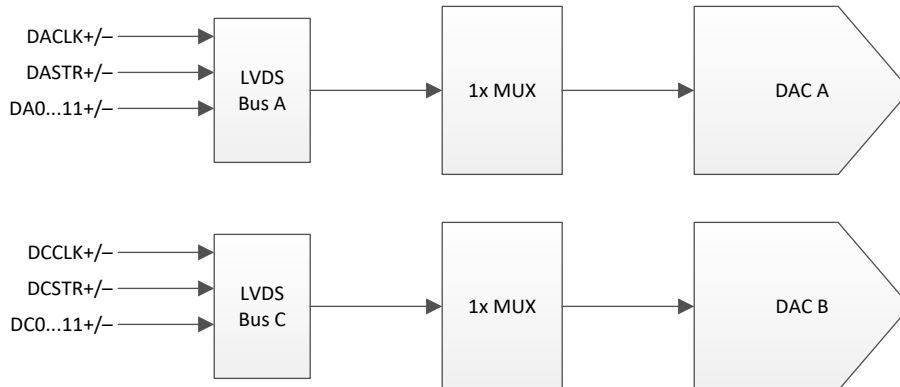 DACLK+/–
DASTR+/–
DA0...11+/–
LVDS
Bus A
1x MUX
DAC A
DCCLK+/–
DCSTR+/–
DC0...11+/–
LVDS
Bus C
1x MUX
DAC B